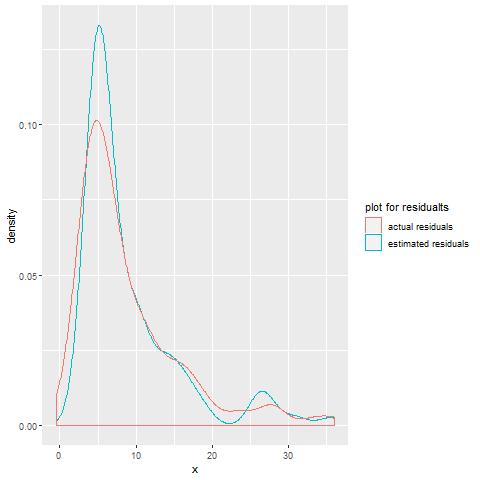 0.10
0.05
0.00
density
0
10
20
30
x
plot for residualts
actual residuals
estimated residuals